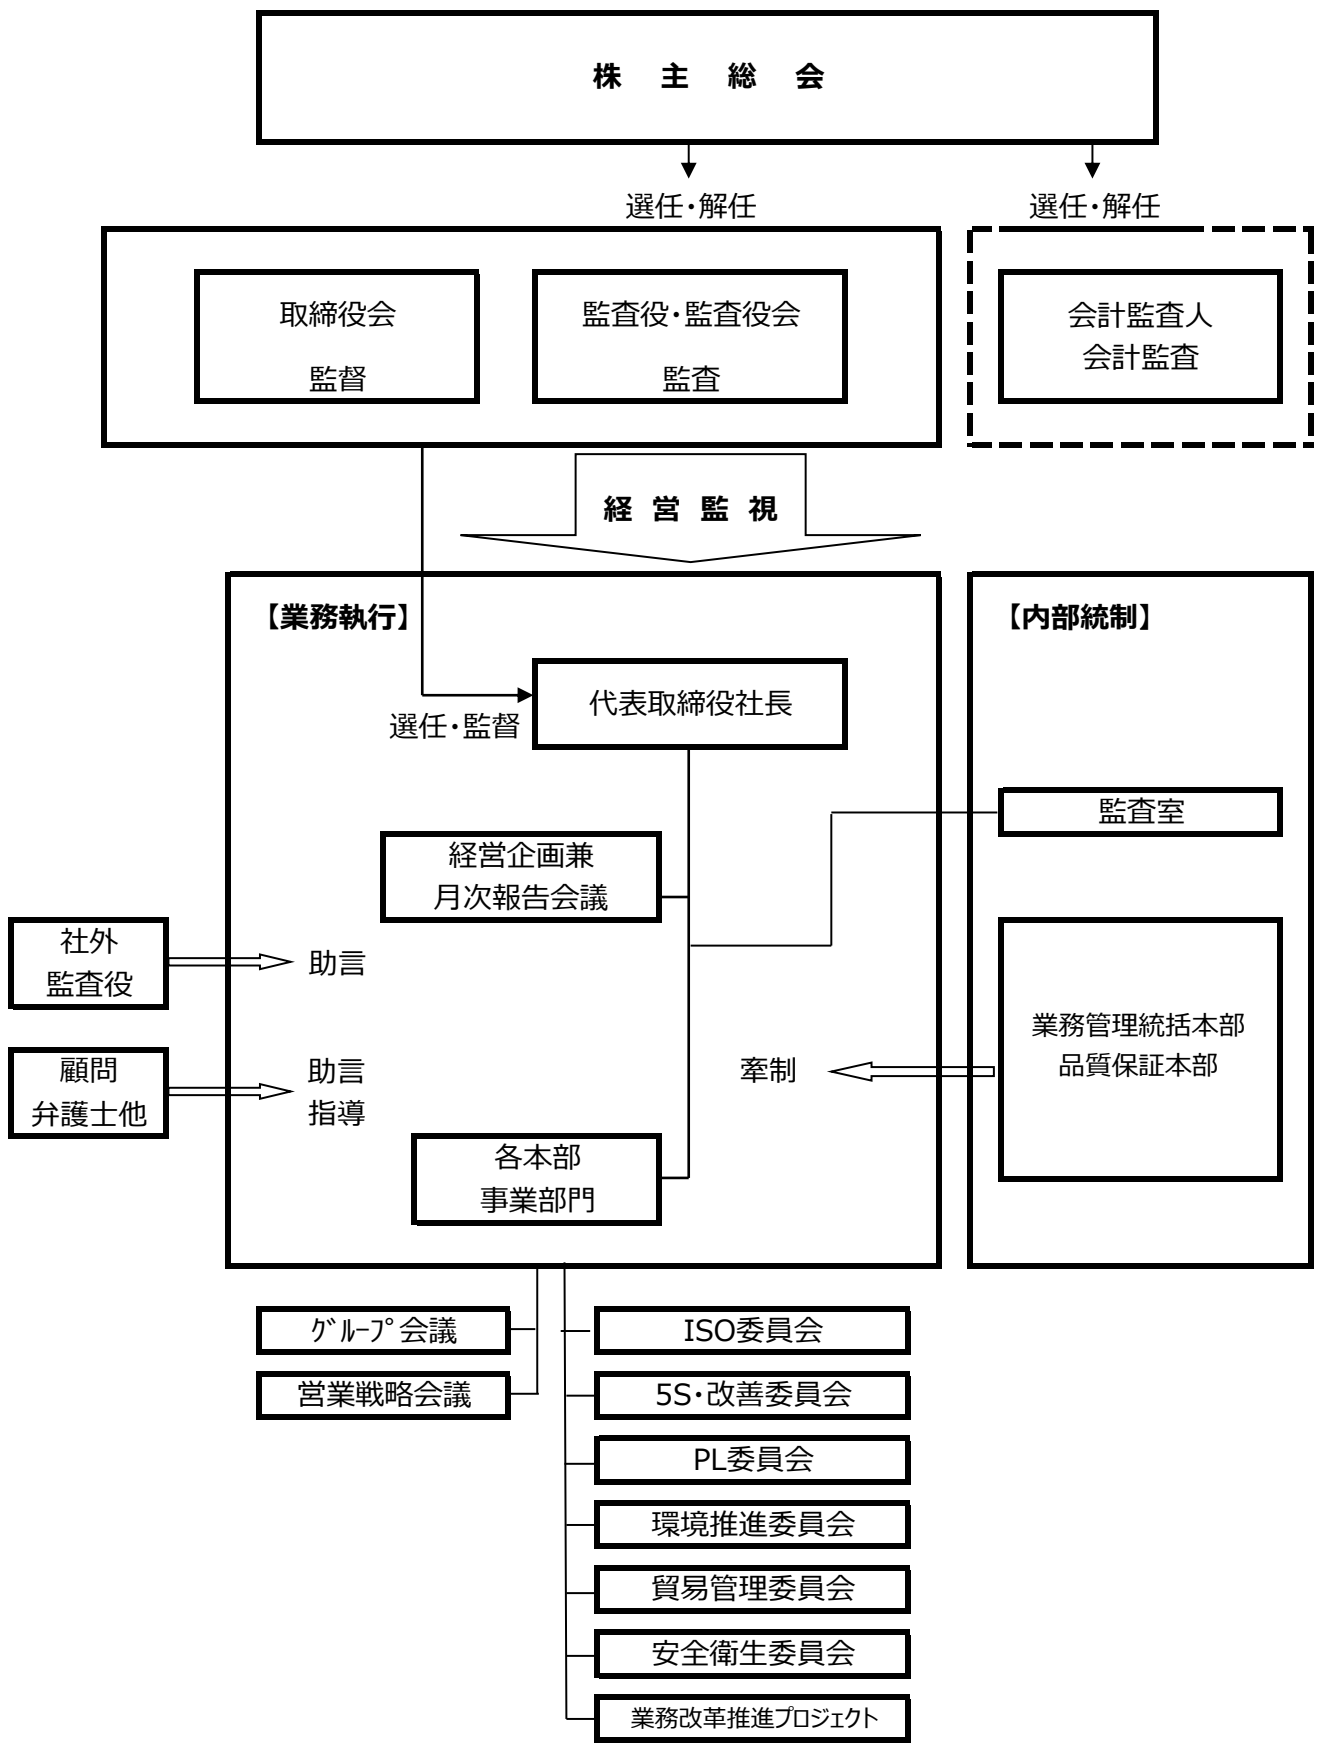 株 主 総 会
選任・解任
選任・解任
取締役会
監督
監査役・監査役会
監査
会計監査人
会計監査
経 営 監 視
【業務執行】
【内部統制】
代表取締役社長
選任・監督
監査室
経営企画兼
月次報告会議
社外
監査役
助言
顧問
弁護士他
助言
指導
牽制
業務管理統括本部
品質保証本部
各本部
事業部門
ｸﾞﾙｰﾌﾟ会議
営業戦略会議
ISO委員会
5S・改善委員会
PL委員会
環境推進委員会
貿易管理委員会
安全衛生委員会
業務改革推進プロジェクト